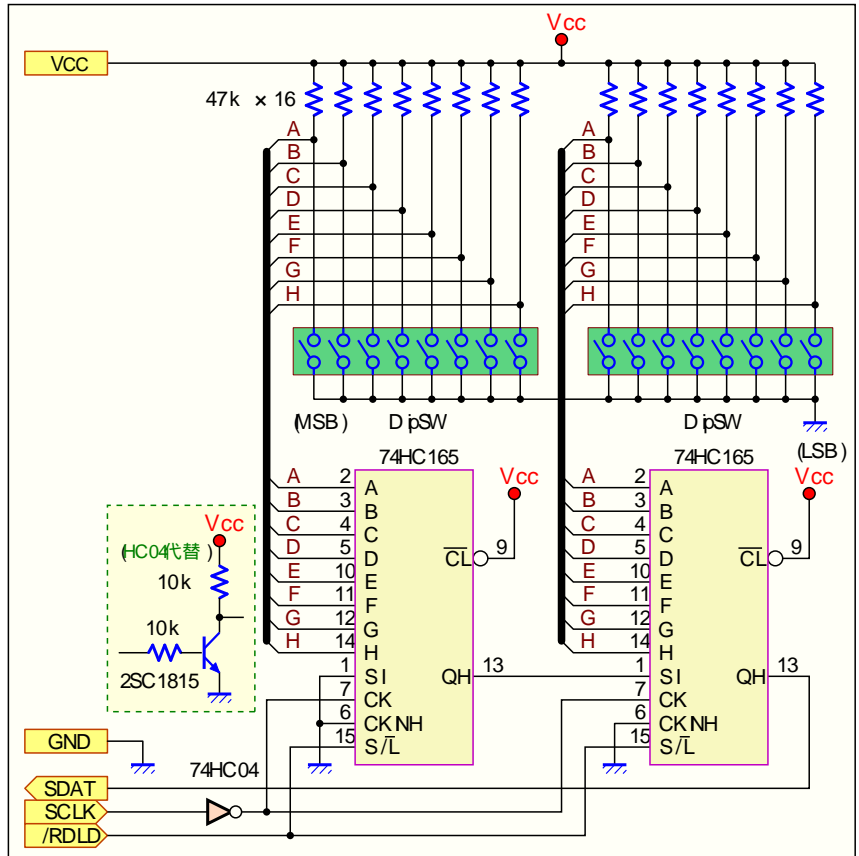 Vcc
VCC
47k × 16
A
B
C
D
E
F
G
H
A
B
C
D
E
F
G
H
(MSB)
DipSW
DipSW
(LSB)
74HC165
74HC165
Vcc
Vcc
A 2 A
B 3 B
C 4 C
D 5 D
E 10 E
F 11 F
G 12 G
H 14 H
1 SI
7 CK
6 CKNH
15 S/L̅
C̅L̅ 9
QH 13
A 2 A
B 3 B
C 4 C
D 5 D
E 10 E
F 11 F
G 12 G
H 14 H
1 SI
7 CK
6 CKNH
15 S/L̅
C̅L̅ 9
QH 13
Vcc
(HC04代替)
10k
10k
2SC1815
GND
74HC04
SDAT
SCLK
/RDLD